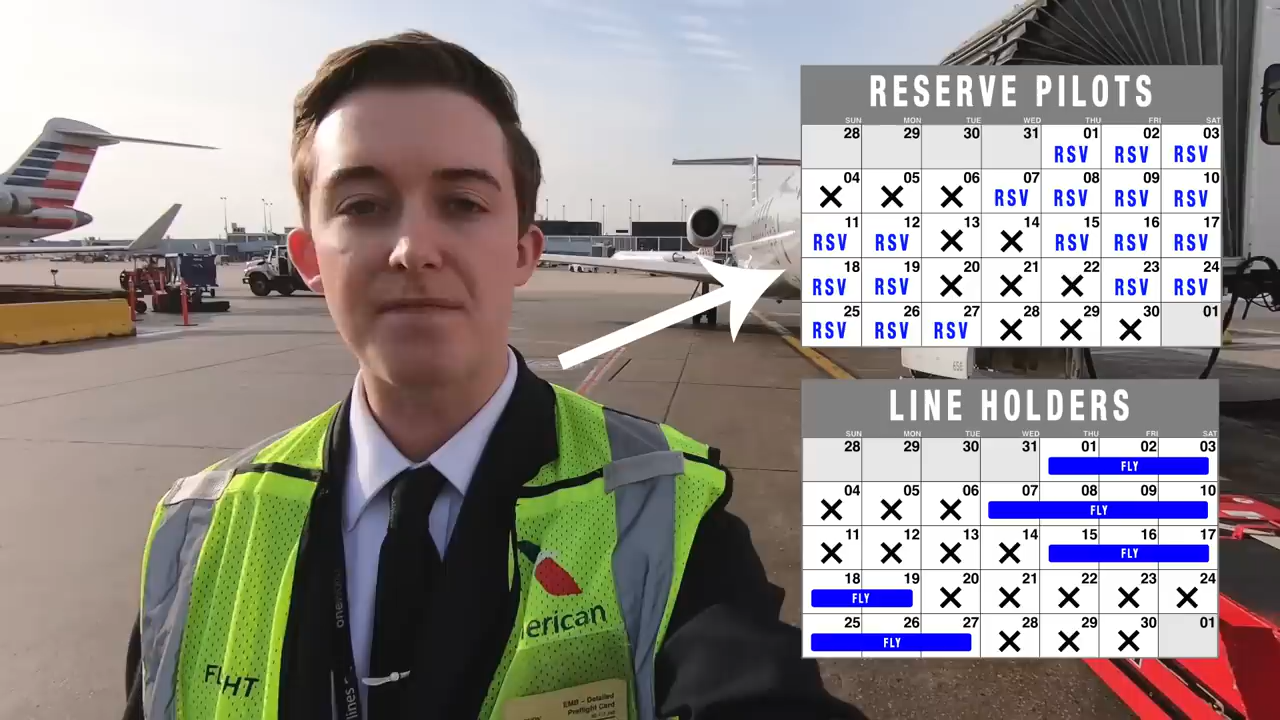 RESERVE PILOTS
SUN MON TUE WED THU FRI SAT
28 29 30 31 01 02 03
RSV RSV RSV
04 05 06 07 08 09 10
RSV RSV RSV RSV
11 12 13 14 15 16 17
RSV RSV RSV RSV RSV
18 19 20 21 22 23 24
RSV RSV RSV RSV
25 26 27 28 29 30 01
RSV RSV RSV
LINE HOLDERS
SUN MON TUE WED THU FRI SAT
28 29 30 31 01 02 03
FLY
04 05 06 07 08 09 10
FLY
11 12 13 14 15 16 17
FLY
18 19 20 21 22 23 24
FLY
25 26 27 28 29 30 01
FLY
erican
FL HT
lines
EMB - Detailed
Preflight Card